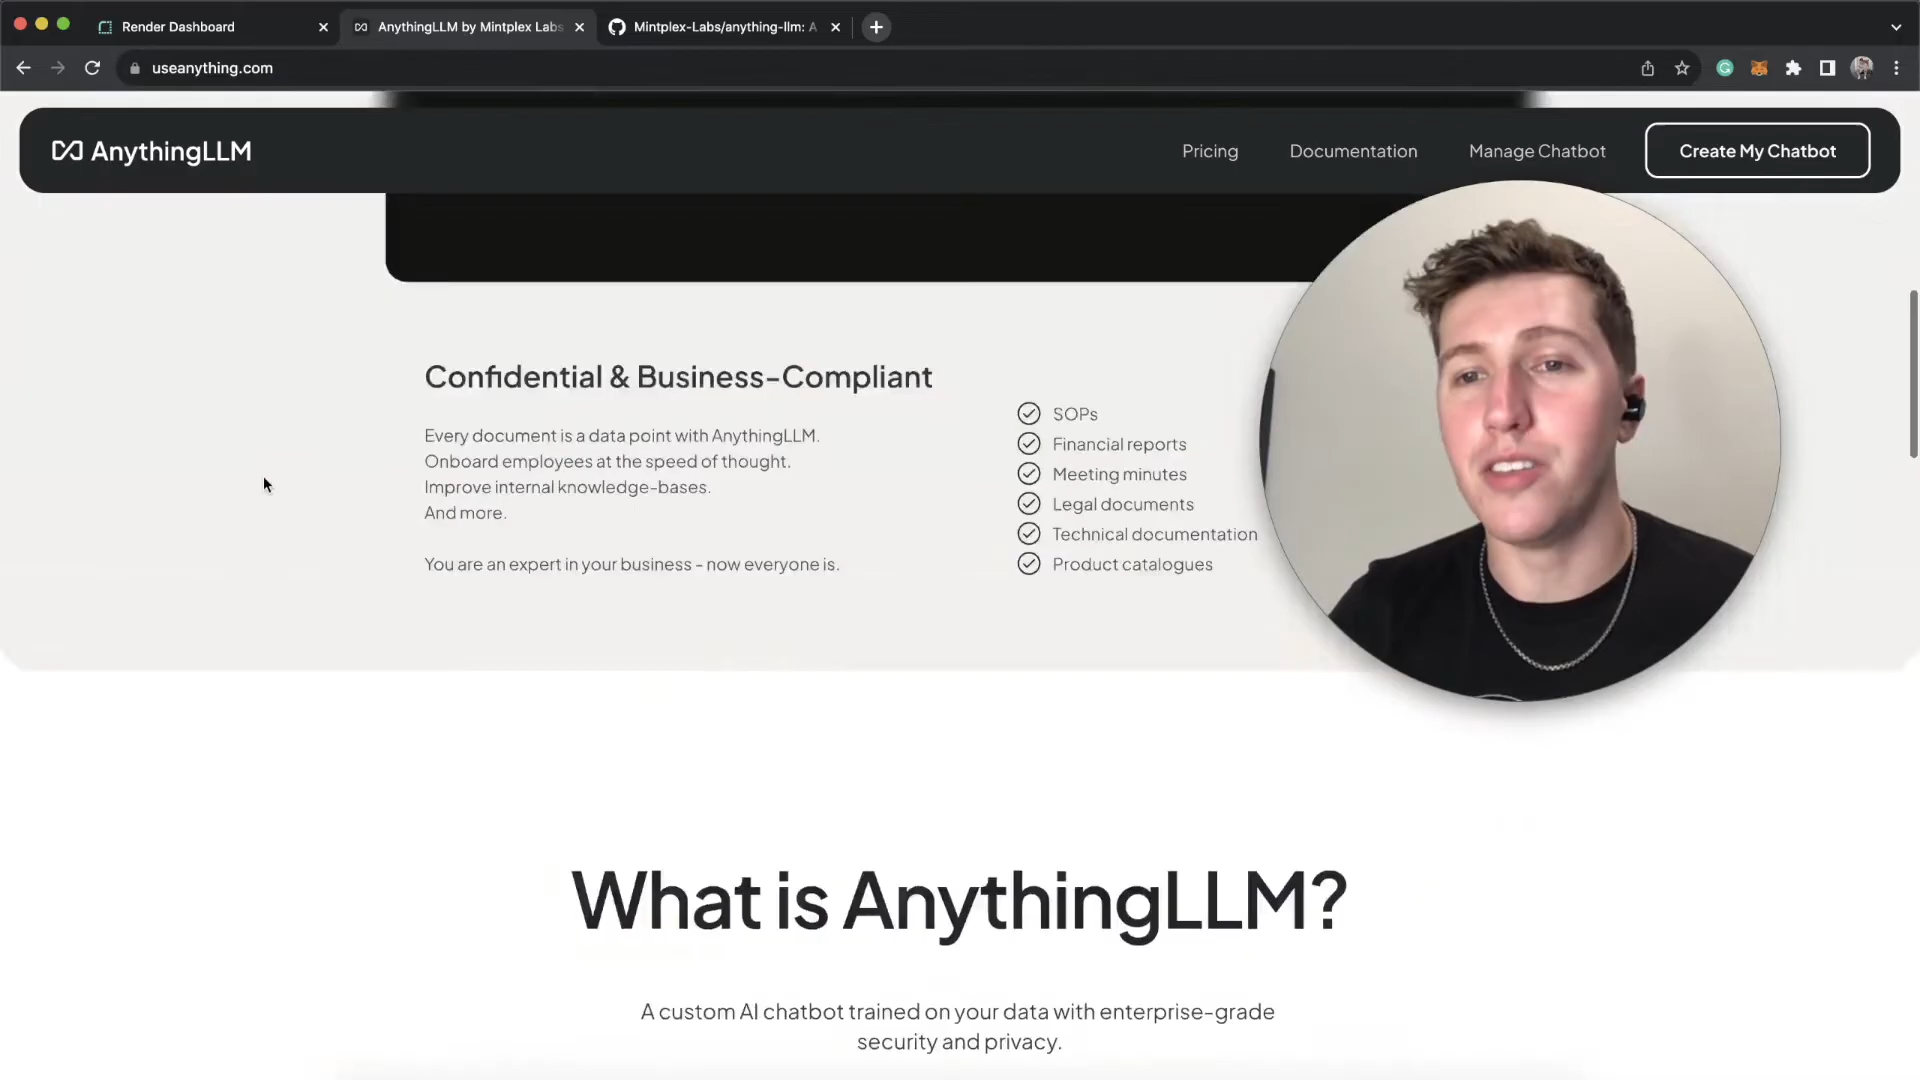 Render Dashboard
AnythingLLM by Mintplex Labs
Mintplex-Labs/anything-llm: A
useanything.com
AnythingLLM
Pricing
Documentation
Manage Chatbot
Create My Chatbot
Confidential & Business-Compliant
Every document is a data point with AnythingLLM.
Onboard employees at the speed of thought.
Improve internal knowledge-bases.
And more.
You are an expert in your business - now everyone is.
SOPs
Financial reports
Meeting minutes
Legal documents
Technical documentation
Product catalogues
What is AnythingLLM?
A custom AI chatbot trained on your data with enterprise-grade
security and privacy.